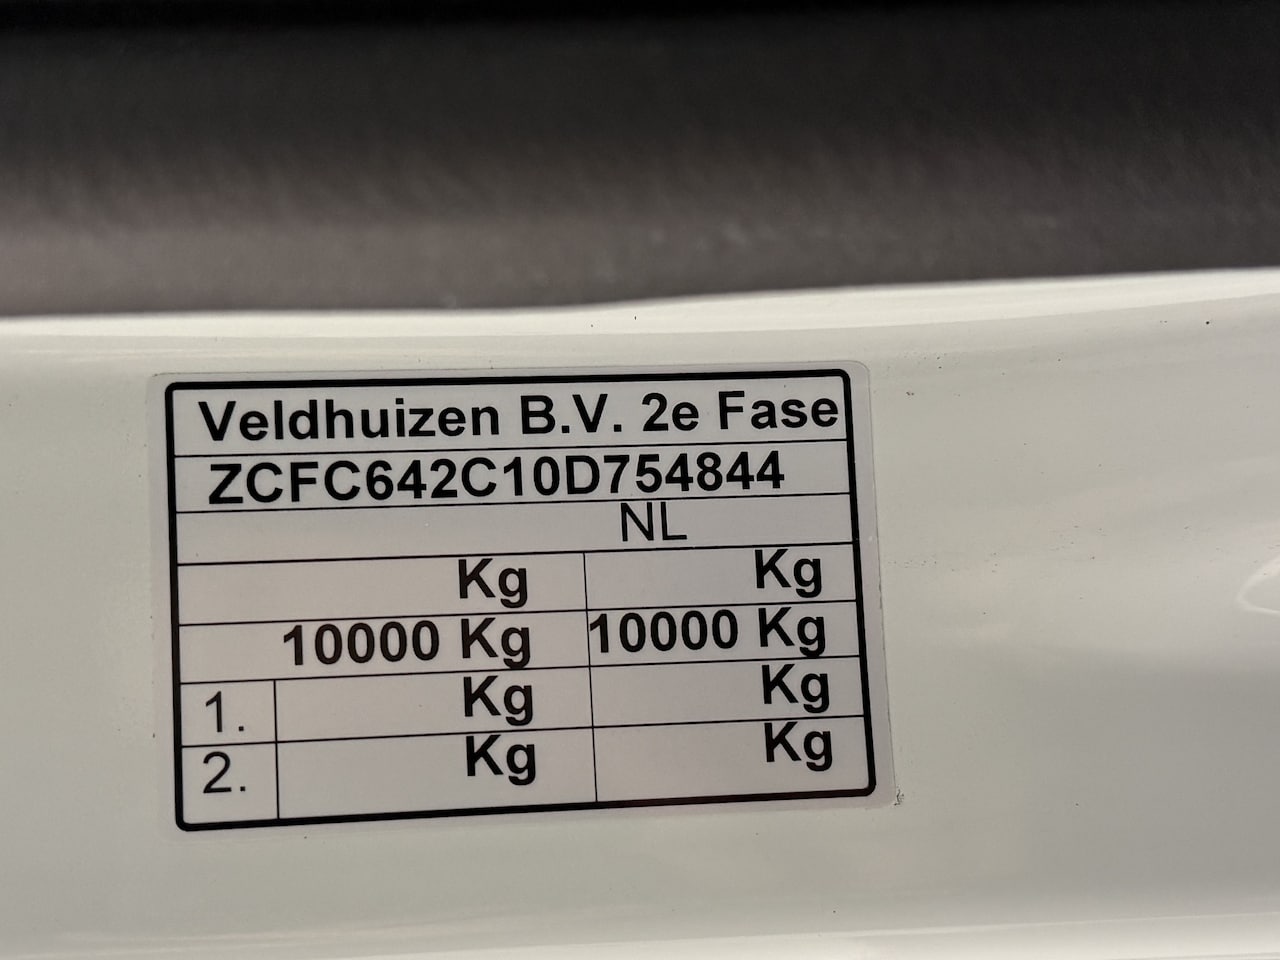 Veldhuizen B.V. 2e Fase
ZCFC642C10D754844
NL
Kg Kg
10000 Kg 10000 Kg
1. Kg Kg
2. Kg Kg